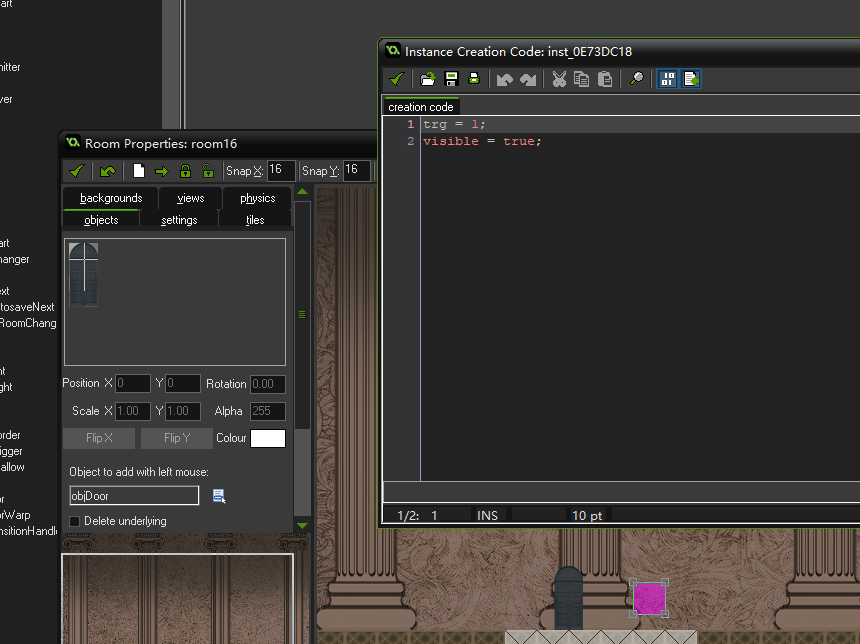 art
mitter
ver
art
hanger
ext
tosaveNext
RoomChang
nt
ght
order
igger
allow
or
orWarp
nsitionHandl
Room Properties: room16
Snap X: 16 Snap Y: 16
backgrounds views physics
objects settings tiles
Position X 0 Y 0 Rotation 0.00
Scale X 1.00 Y 1.00 Alpha 255
Flip X Flip Y Colour
Object to add with left mouse:
objDoor
Delete underlying
Instance Creation Code: inst_0E73DC18
creation code
1 trg = 1;
2 visible = true;
1/2: 1 INS 10 pt